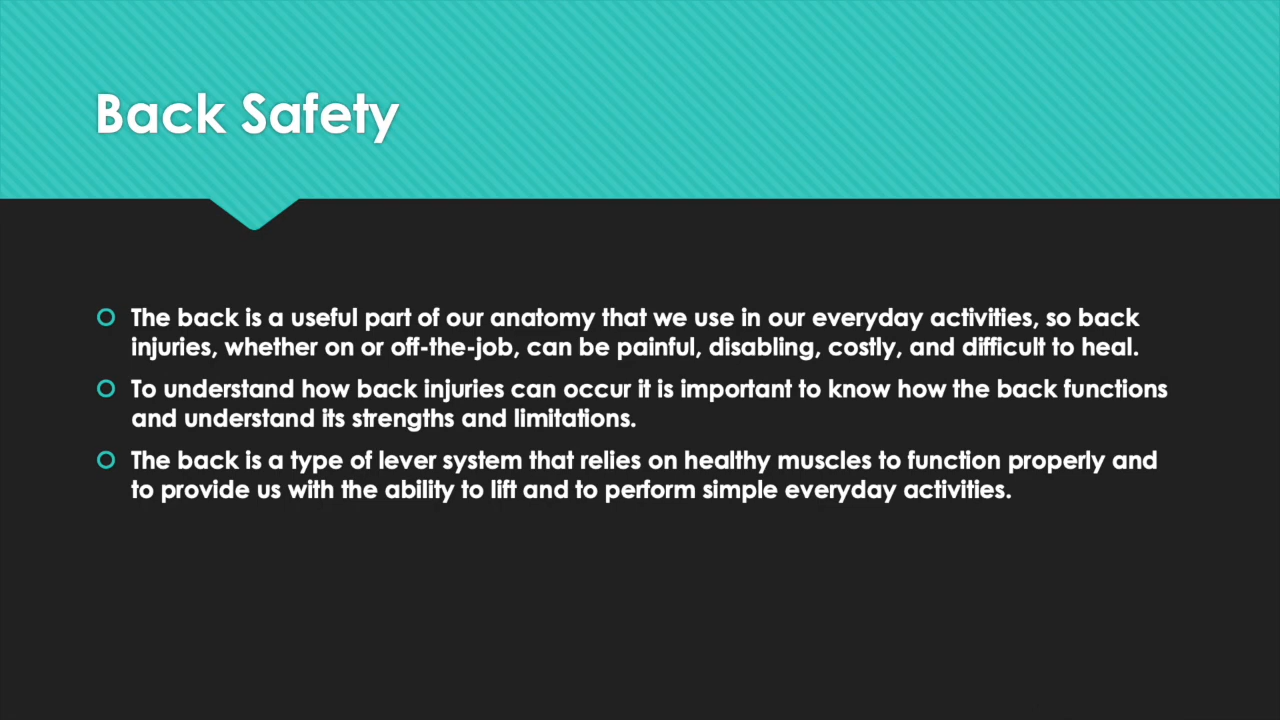 Back Safety
The back is a useful part of our anatomy that we use in our everyday activities, so back
injuries, whether on or off-the-job, can be painful, disabling, costly, and difficult to heal.
To understand how back injuries can occur it is important to know how the back functions
and understand its strengths and limitations.
The back is a type of lever system that relies on healthy muscles to function properly and
to provide us with the ability to lift and to perform simple everyday activities.